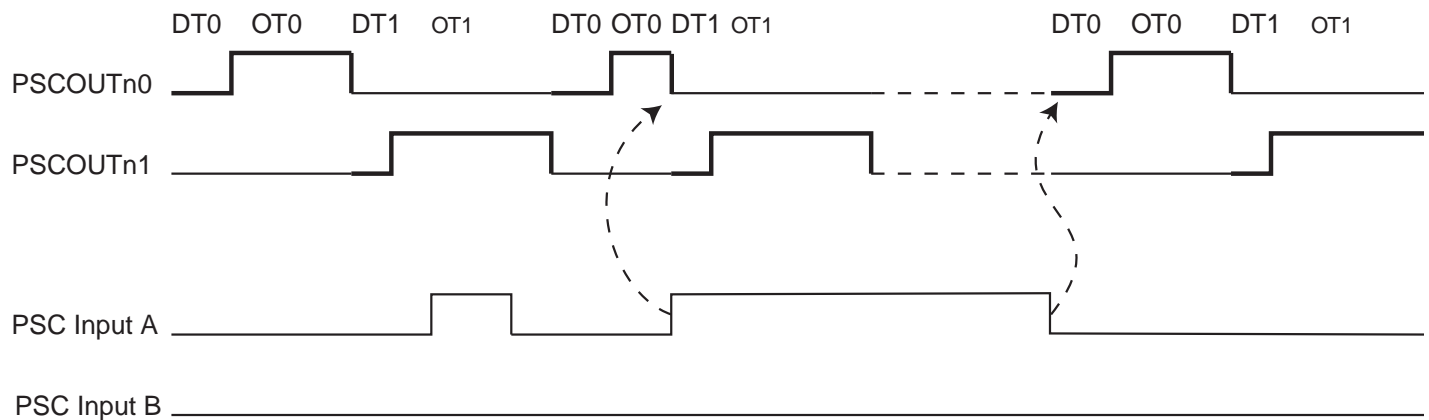 DT0 OT0 DT1 OT1 DT0 OT0 DT1 OT1 DT0 OT0 DT1 OT1
PSCOUTn0
PSCOUTn1
PSC Input A
PSC Input B